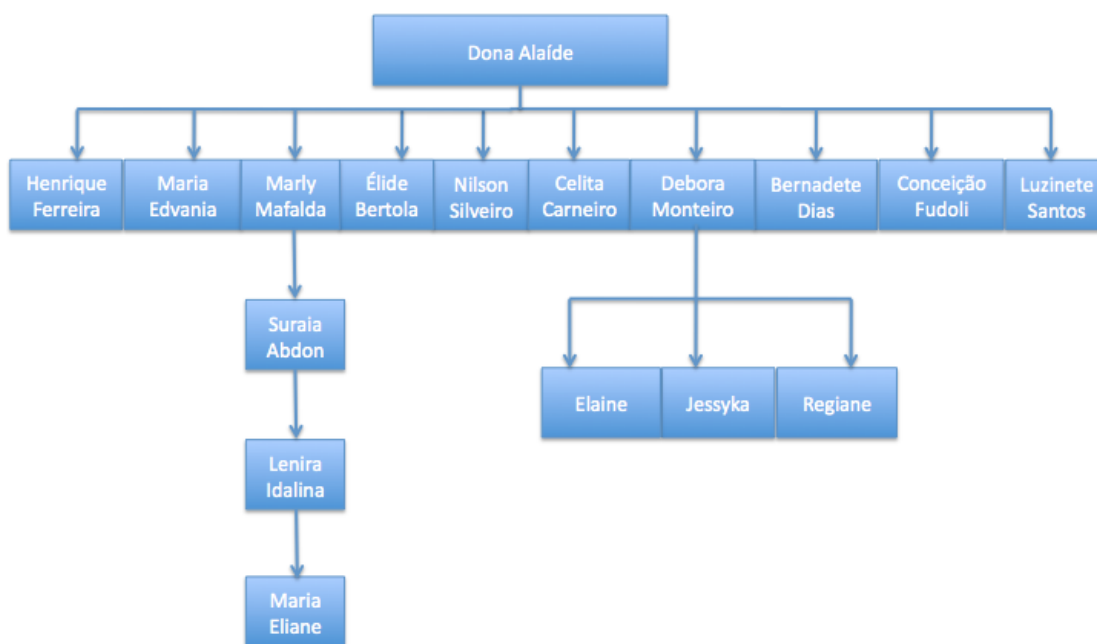 Dona Alaíde
Henrique
Ferreira
Maria
Edvania
Marly
Mafalda
Élide
Bertola
Nilson
Silveiro
Celita
Carneiro
Debora
Monteiro
Bernadete
Dias
Conceição
Fudoli
Luzinete
Santos
Suraia
Abdon
Elaine
Jessyka
Regiane
Lenira
Idalina
Maria
Eliane